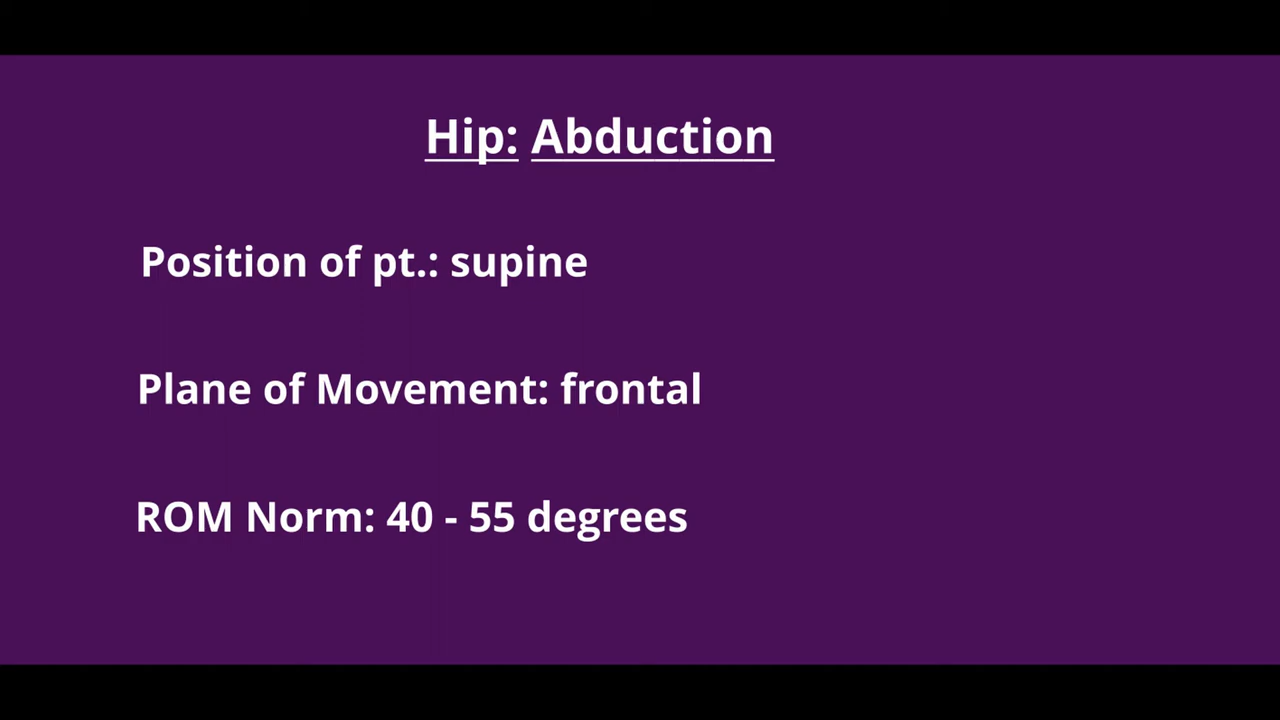 Hip: Abduction
Position of pt.: supine
Plane of Movement: frontal
ROM Norm: 40 - 55 degrees